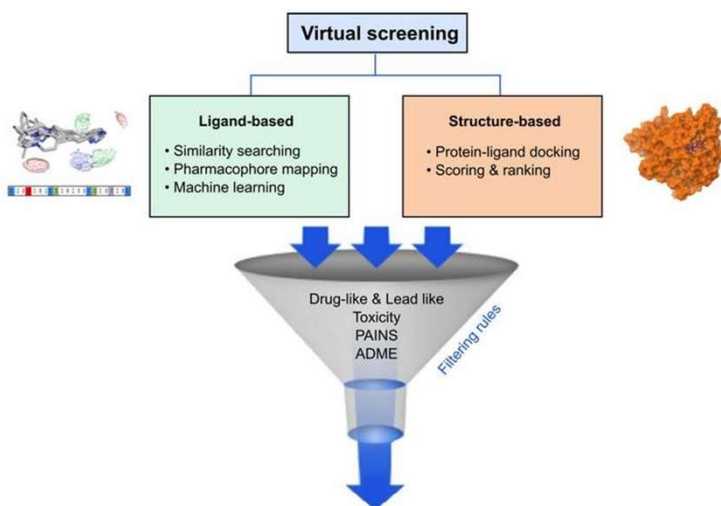 Virtual screening
Ligand-based
• Similarity searching
• Pharmacophore mapping
• Machine learning
Structure-based
• Protein-ligand docking
• Scoring & ranking
Drug-like & Lead like
Toxicity
PAINS
ADME
Filtering rules